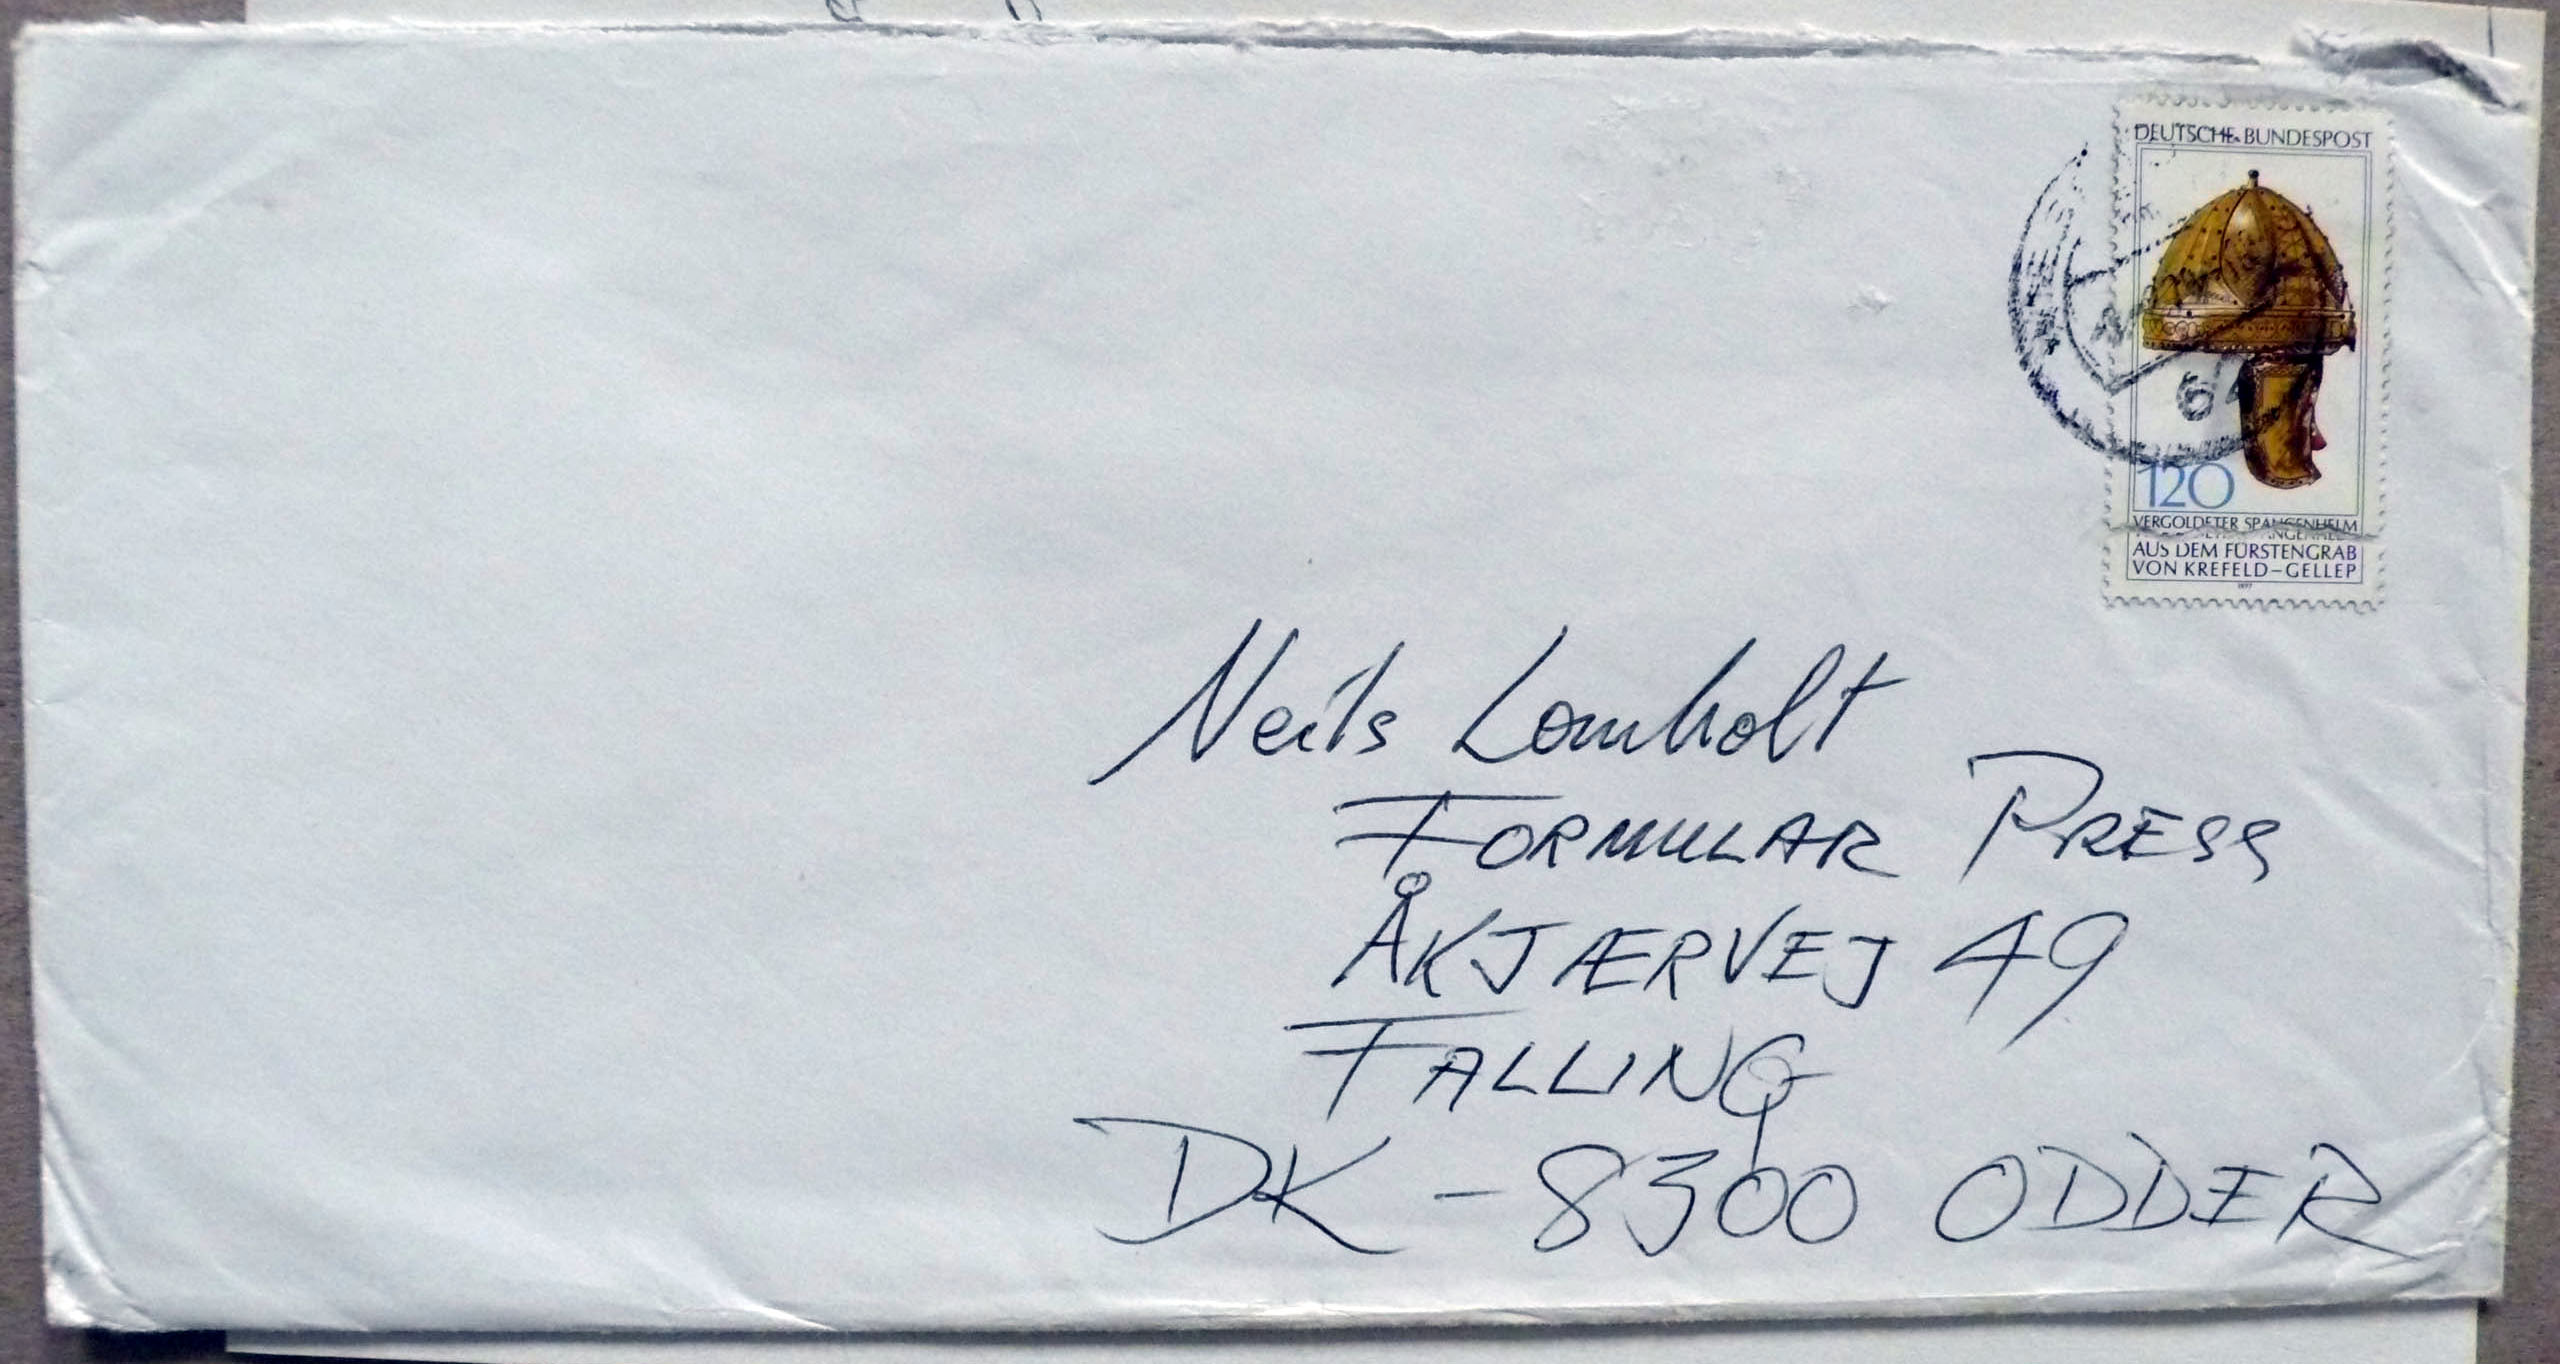 DEUTSCHE BUNDESPOST
120
VERGOLDETER SPANGENHELM
AUS DEM FÜRSTENGRAB
VON KREFELD–GELLEP
1977
Neils Lomholt
FORMULAR PRESS
ÅKJÆRVEJ 49
FALLING
DK - 8300 ODDER